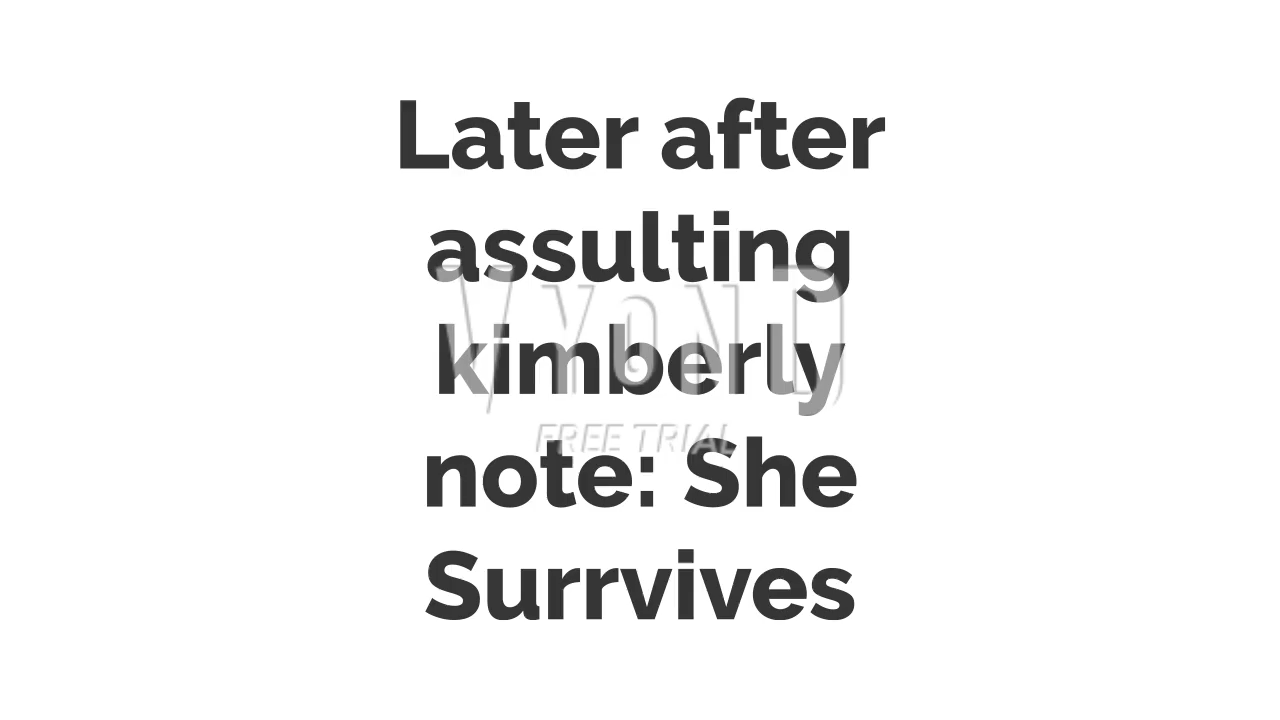 Later after
assulting
kimberly
note: She
Surrvives
VYOND
FREE TRIAL